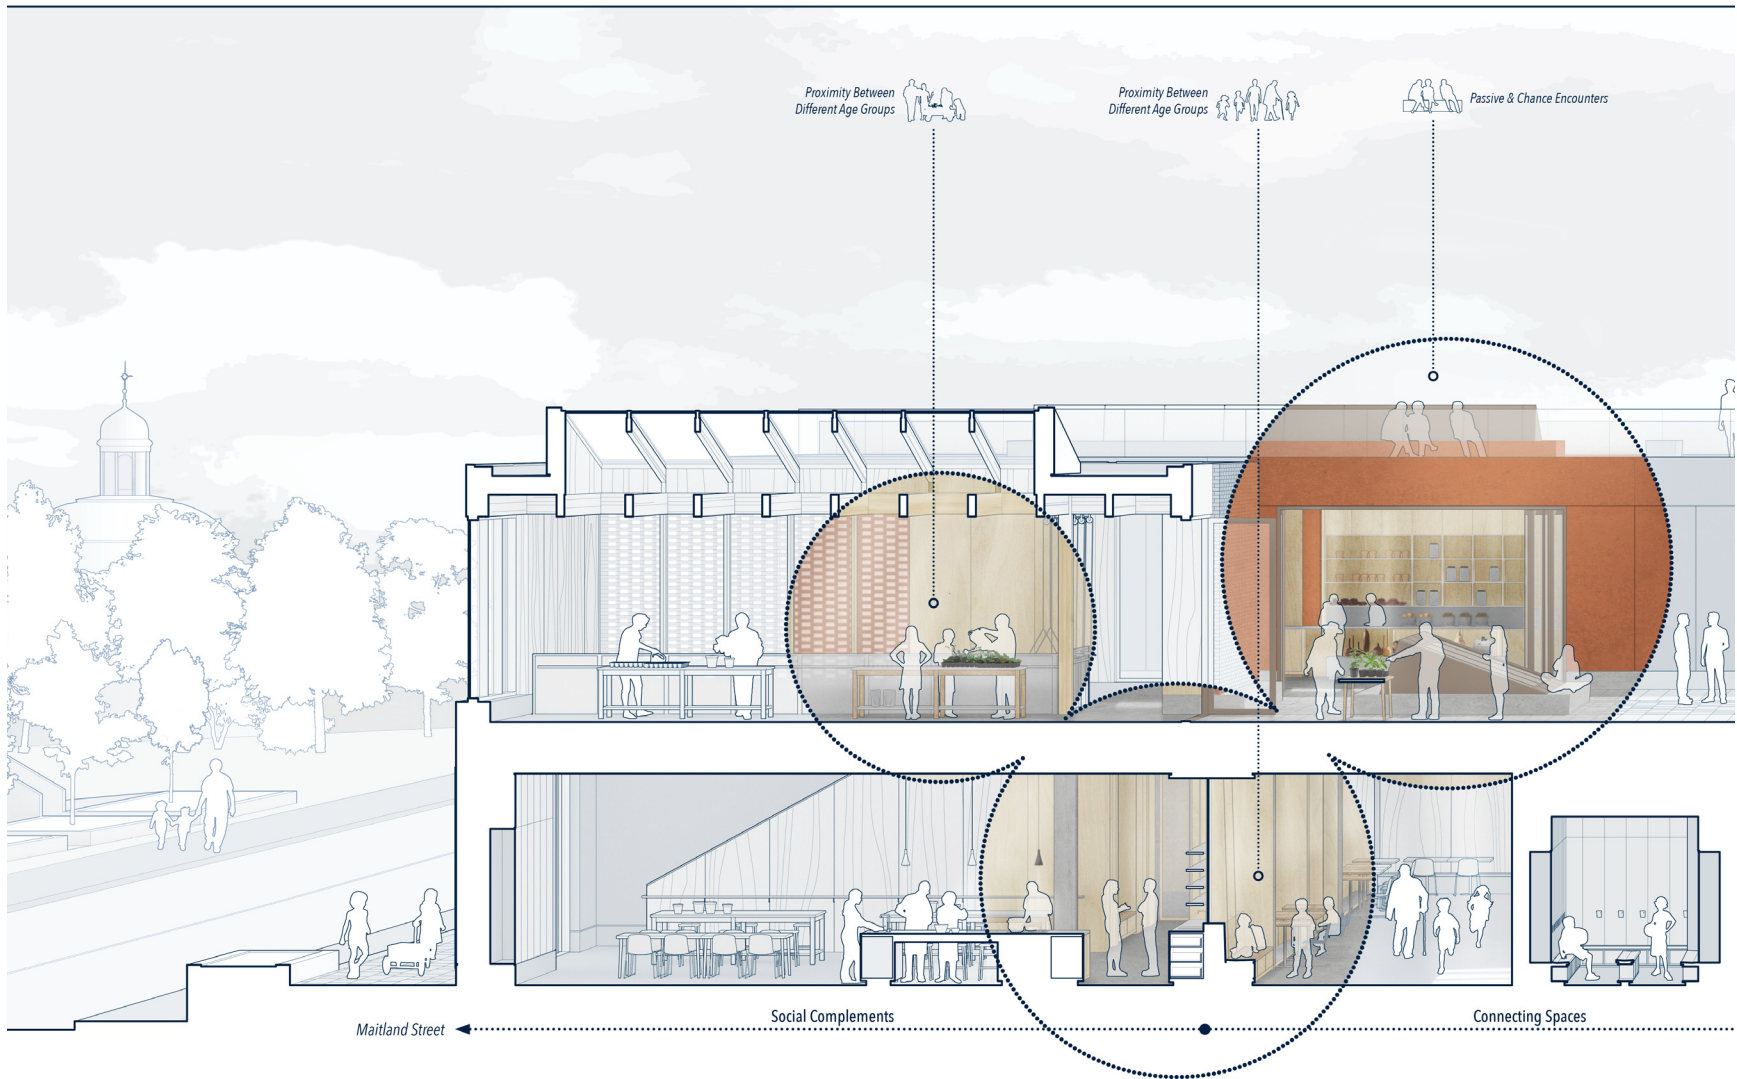 Proximity Between
Different Age Groups
Proximity Between
Different Age Groups
Passive & Chance Encounters
Social Complements
Connecting Spaces
Maitland Street